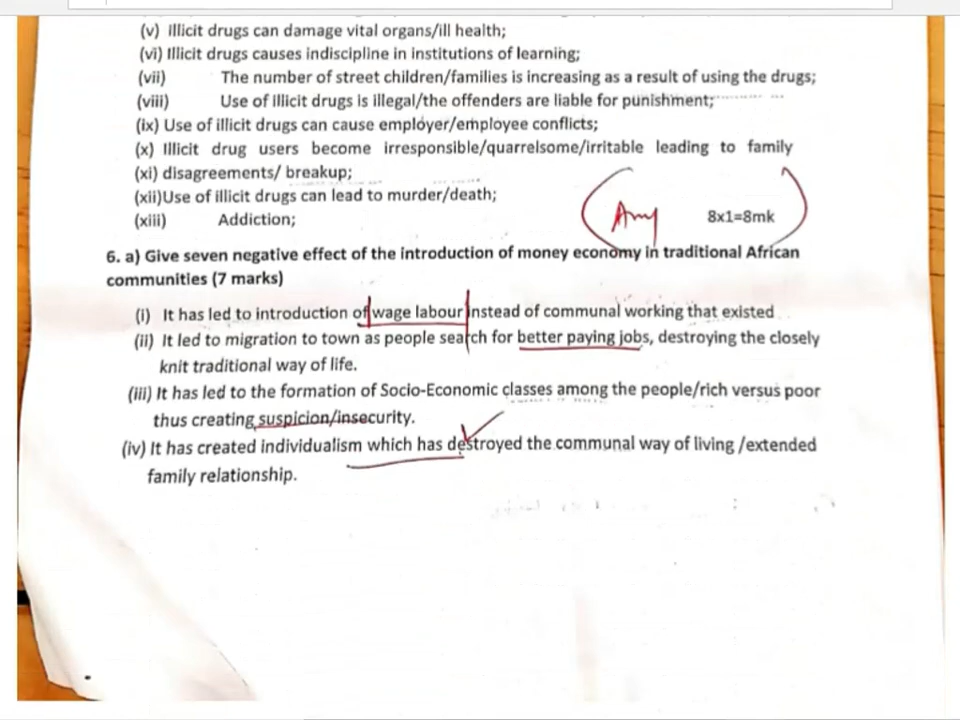 (v) Illicit drugs can damage vital organs/ill health;
(vi) Illicit drugs causes indiscipline in institutions of learning;
(vii) The number of street children/families is increasing as a result of using the drugs;
(viii) Use of illicit drugs is illegal/the offenders are liable for punishment;
(ix) Use of illicit drugs can cause employer/employee conflicts;
(x) Illicit drug users become irresponsible/quarrelsome/irritable leading to family
(xi) disagreements/ breakup;
(xii)Use of illicit drugs can lead to murder/death;
(xiii) Addiction;
Any 8x1=8mk
6. a) Give seven negative effect of the introduction of money economy in traditional African
communities (7 marks)
(i) It has led to introduction of wage labour instead of communal working that existed
(ii) It led to migration to town as people search for better paying jobs, destroying the closely
knit traditional way of life.
(iii) It has led to the formation of Socio-Economic classes among the people/rich versus poor
thus creating suspicion/insecurity.
(iv) It has created individualism which has destroyed the communal way of living /extended
family relationship.